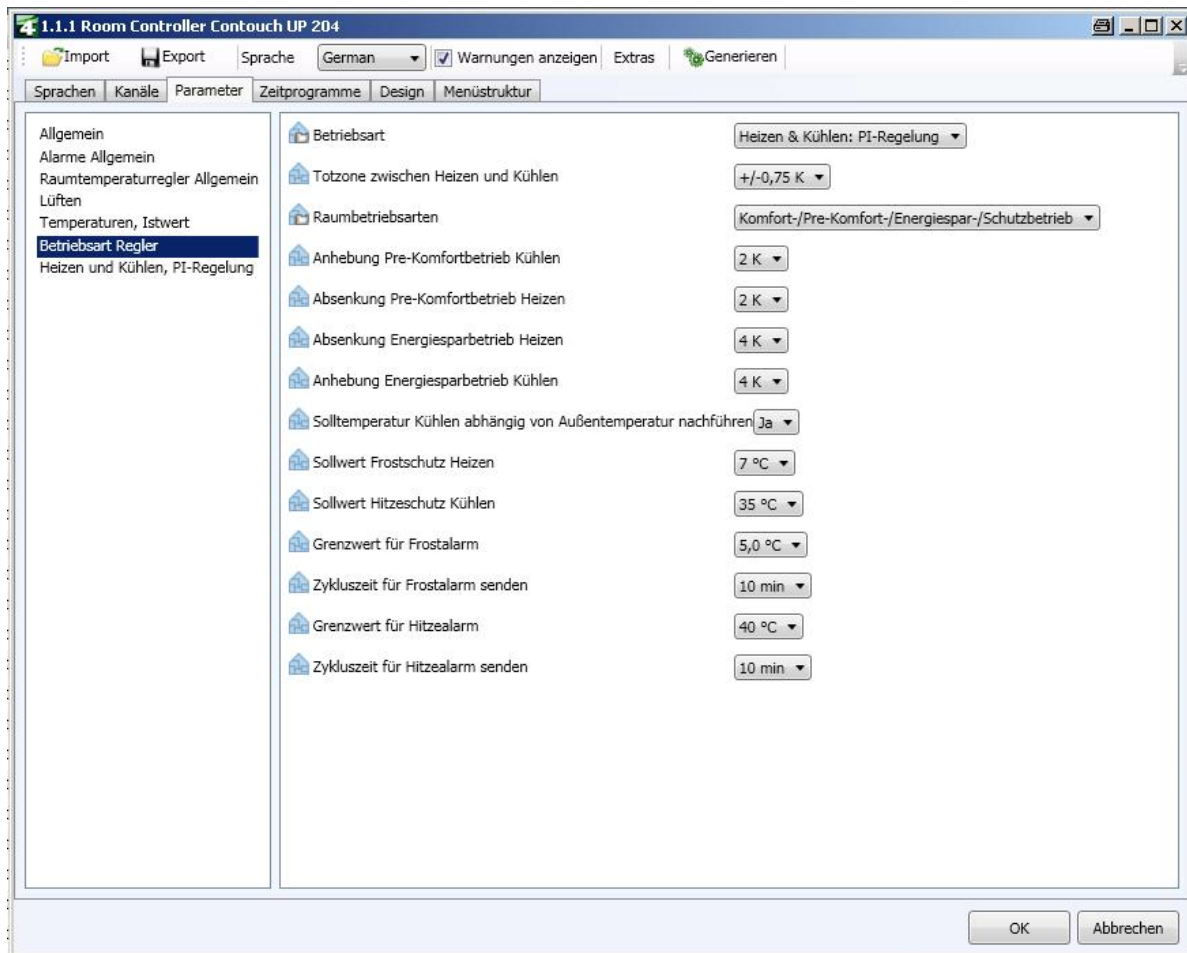 4 1.1.1 Room Controller Contouch UP 204
Import Export Sprache German Warnungen anzeigen Extras Generieren
Sprachen Kanäle Parameter Zeitprogramme Design Menüstruktur
Allgemein
Alarme Allgemein
Raumtemperaturregler Allgemein
Lüften
Temperaturen, Istwert
Betriebsart Regler
Heizen und Kühlen, PI-Regelung
Betriebsart Heizen & Kühlen: PI-Regelung
Totzone zwischen Heizen und Kühlen +/-0,75 K
Raumbetriebsarten Komfort-/Pre-Komfort-/Energiespar-/Schutzbetrieb
Anhebung Pre-Komfortbetrieb Kühlen 2 K
Absenkung Pre-Komfortbetrieb Heizen 2 K
Absenkung Energiesparbetrieb Heizen 4 K
Anhebung Energiesparbetrieb Kühlen 4 K
Solltemperatur Kühlen abhängig von Außentemperatur nachführen Ja
Sollwert Frostschutz Heizen 7 °C
Sollwert Hitzeschutz Kühlen 35 °C
Grenzwert für Frostalarm 5,0 °C
Zykluszeit für Frostalarm senden 10 min
Grenzwert für Hitzealarm 40 °C
Zykluszeit für Hitzealarm senden 10 min
OK Abbrechen